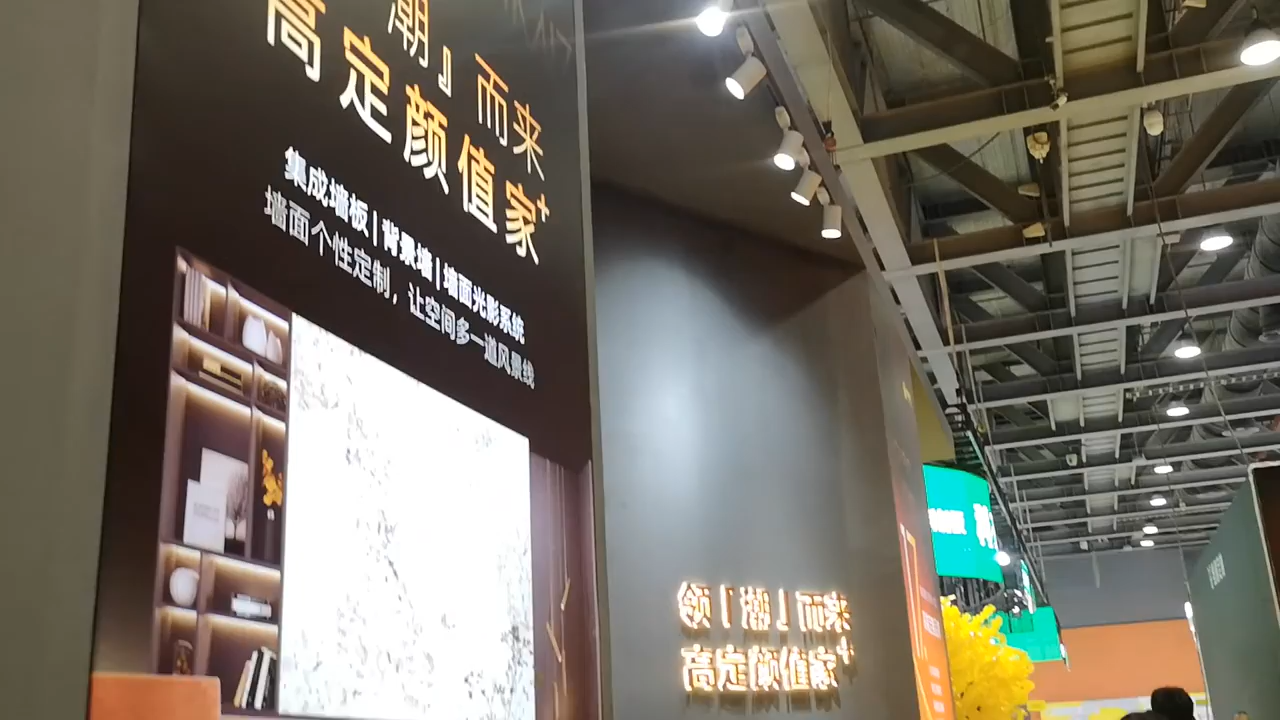 潮』而来
高定颜值家+
集成墙板|背景墙|墙面光影系统
墙面个性定制，让空间多一道风景线
领『潮』而来
高定颜值家+